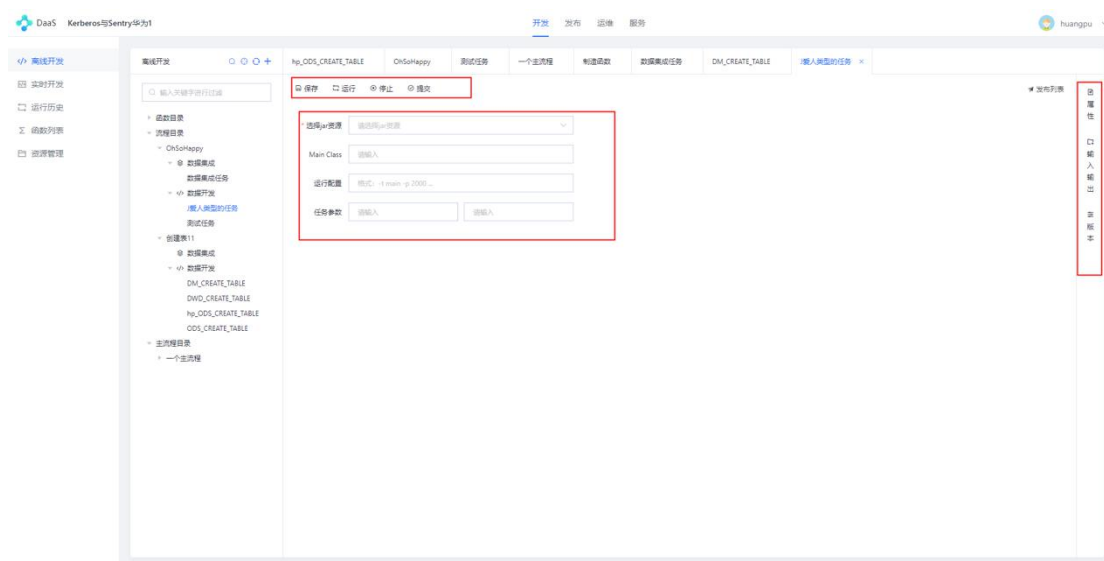 DaaS Kerberos与Sentry华为1 开发 发布 运维 服务 huangpu
离线开发
实时开发
运行历史
函数列表
资源管理
离线开发
输入关键字进行过滤
函数目录
流程目录
OhSoHappy
数据集成
数据集成任务
数据开发
J愛人类型的任务
测试任务
创建表11
数据集成
数据开发
DM_CREATE_TABLE
DWD_CREATE_TABLE
hp_ODS_CREATE_TABLE
ODS_CREATE_TABLE
主流程目录
一个主流程
hp_ODS_CREATE_TABLE OhSoHappy 测试任务 一个主流程 制造函数 数据集成任务 DM_CREATE_TABLE J愛人类型的任务
保存 运行 停止 提交 发布列表
* 选择jar资源 请选择jar资源
Main Class 请输入
运行配置 格式：-t main -p 2000 ...
任务参数 请输入 请输入
属性
输入输出
版本